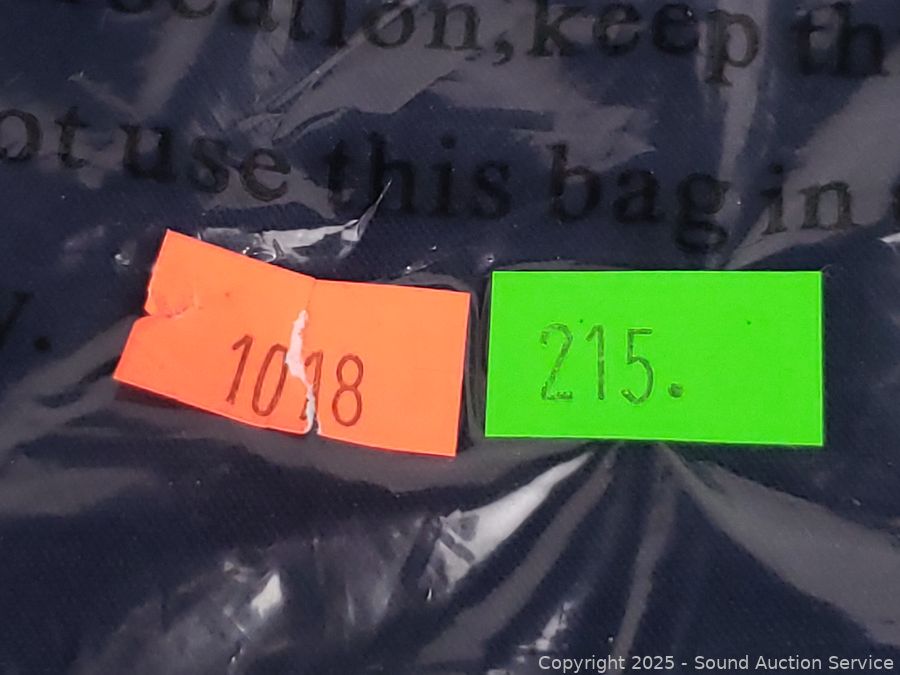 ocation, keep th
ot use this bag in
y.
1018
215.
Copyright 2025 - Sound Auction Service